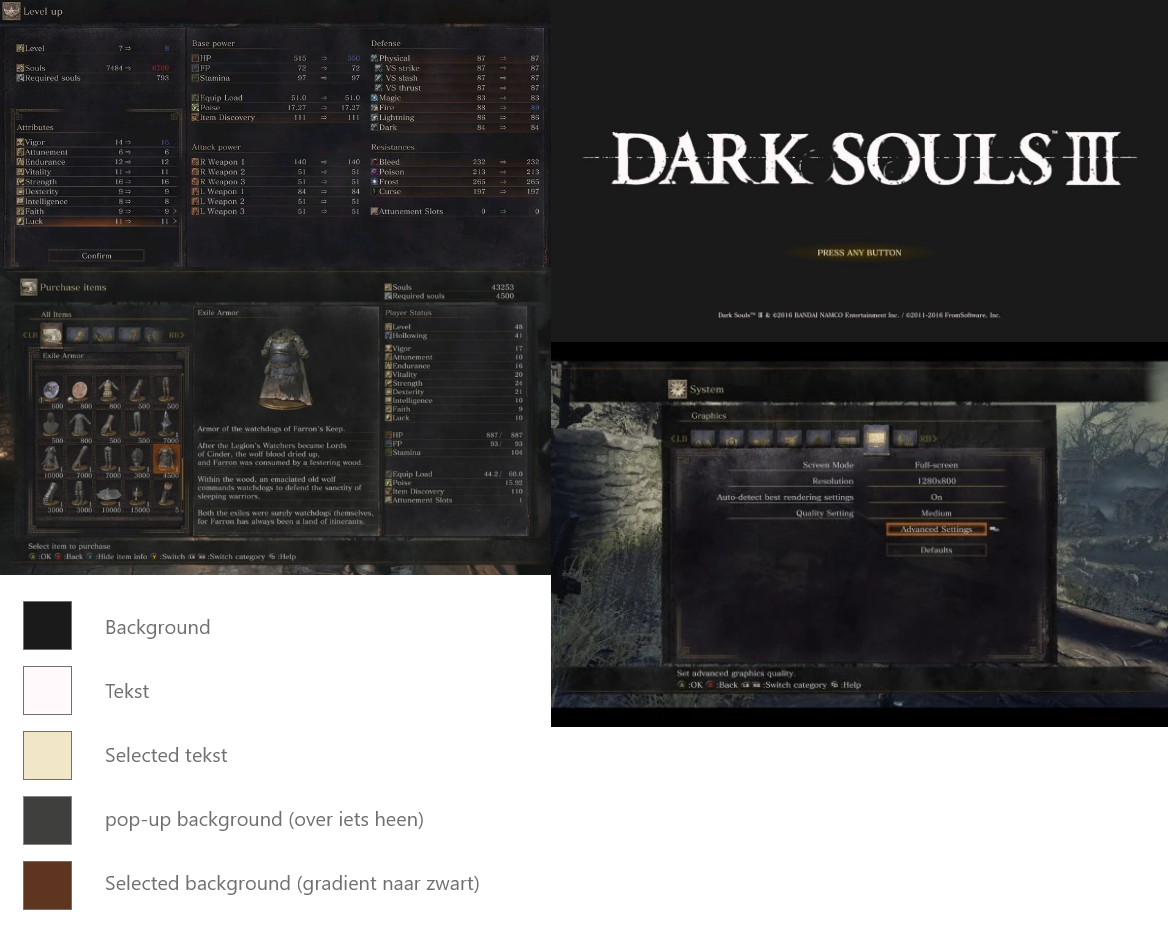 Level up
Level 7 ⇒ 8
Souls 7484 ⇒ 6709
Required souls 793
Attributes
Vigor 14 ⇒ 15
Attunement 6 ⇒ 6
Endurance 12 ⇒ 12
Vitality 11 ⇒ 11
Strength 16 ⇒ 16
Dexterity 9 ⇒ 9
Intelligence 8 ⇒ 8
Faith 9 ⇒ 9 >
Luck 11 ⇒ 11 >
Confirm
Base power
HP 515 ⇒ 550
FP 72 ⇒ 72
Stamina 97 ⇒ 97
Equip Load 51.0 ⇒ 51.0
Poise 17.27 ⇒ 17.27
Item Discovery 111 ⇒ 111
Attack power
R Weapon 1 140 ⇒ 140
R Weapon 2 51 ⇒ 51
R Weapon 3 51 ⇒ 51
L Weapon 1 84 ⇒ 84
L Weapon 2 51 ⇒ 51
L Weapon 3 51 ⇒ 51
Defense
Physical 87 ⇒ 87
VS strike 87 ⇒ 87
VS slash 87 ⇒ 87
VS thrust 87 ⇒ 87
Magic 83 ⇒ 83
Fire 88 ⇒
Lightning 86 ⇒ 86
Dark 84 ⇒ 84
Resistances
Bleed 232 ⇒ 232
Poison 213 ⇒ 213
Frost 265 ⇒ 265
Curse 197 ⇒ 197
Attunement Slots 0 ⇒ 0
DARK SOULS™ III
PRESS ANY BUTTON
Dark Souls™ III & ©2016 BANDAI NAMCO Entertainment Inc. / ©2011-2016 FromSoftware, Inc.
Purchase items
Souls 43253
Required souls 4500
All Items
<LB RB>
Exile Armor
600 800 800 500 500
500 800 800 7000
10000 7000 7000 3000 4500
3000 3000 10000 15000 5
Exile Armor
Armor of the watchdogs of Farron's Keep.
After the Legion's Watchers became Lords
of Cinder, the wolf blood dried up,
and Farron was consumed by a festering wood.
Within the wood, an emaciated old wolf
commands watchdogs to defend the sanctity of
sleeping warriors.
Both the exiles were surely watchdogs themselves,
for Farron has always been a land of itinerants.
Player Status
Level 48
Hollowing 41
Vigor 17
Attunement 10
Endurance 16
Vitality 20
Strength 24
Dexterity 21
Intelligence 10
Faith 9
Luck 10
HP 887/ 887
FP 93/ 93
Stamina 104
Equip Load 44.2/ 60.0
Poise 15.92
Item Discovery 110
Attunement Slots 1
Select item to purchase
:OK :Back :Hide item info :Switch :Switch category :Help
System
Graphics
<LB RB>
Screen Mode Full-screen
Resolution 1280x800
Auto-detect best rendering settings On
Quality Setting Medium
Advanced Settings
Defaults
Set advanced graphics quality.
:OK :Back :Switch category :Help
Background
Tekst
Selected tekst
pop-up background (over iets heen)
Selected background (gradient naar zwart)